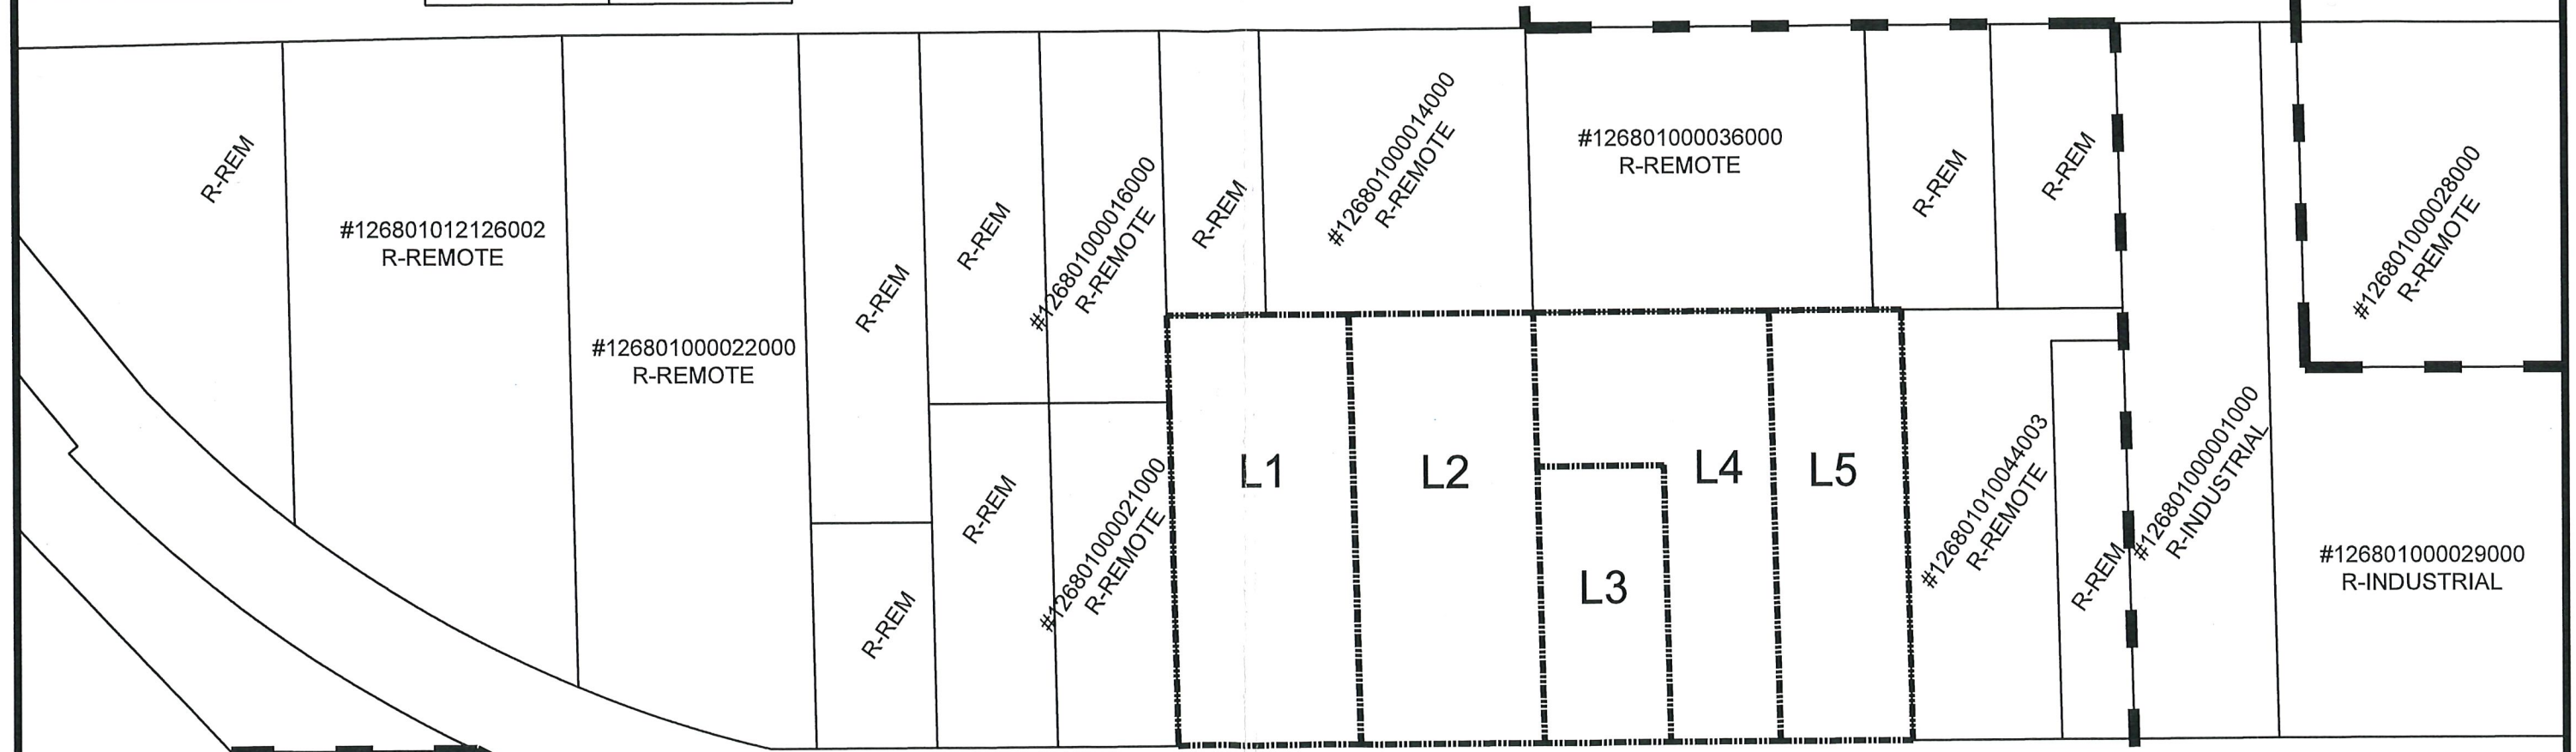 R-REM
#126801012126002
R-REMOTE
#126801000022000
R-REMOTE
R-REM
R-REM
R-REM
R-REM
#126801000016000
R-REMOTE
#126801000021000
R-REMOTE
R-REM
#126801000014000
R-REMOTE
#126801000036000
R-REMOTE
R-REM
R-REM
L1
L2
L3
L4
L5
#126801010044003
R-REMOTE
R-REM
#126801000001000
R-INDUSTRIAL
#126801000028000
R-REMOTE
#126801000029000
R-INDUSTRIAL